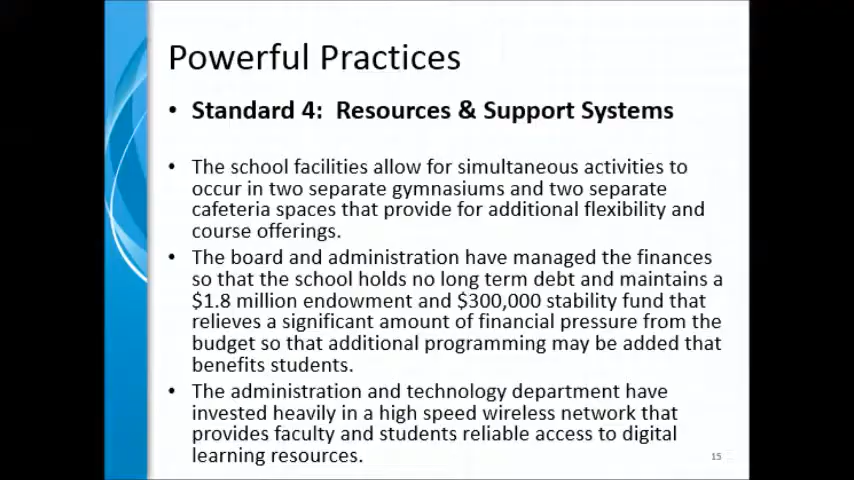 Powerful Practices
• Standard 4: Resources & Support Systems
• The school facilities allow for simultaneous activities to
occur in two separate gymnasiums and two separate
cafeteria spaces that provide for additional flexibility and
course offerings.
• The board and administration have managed the finances
so that the school holds no long term debt and maintains a
$1.8 million endowment and $300,000 stability fund that
relieves a significant amount of financial pressure from the
budget so that additional programming may be added that
benefits students.
• The administration and technology department have
invested heavily in a high speed wireless network that
provides faculty and students reliable access to digital
learning resources.
15